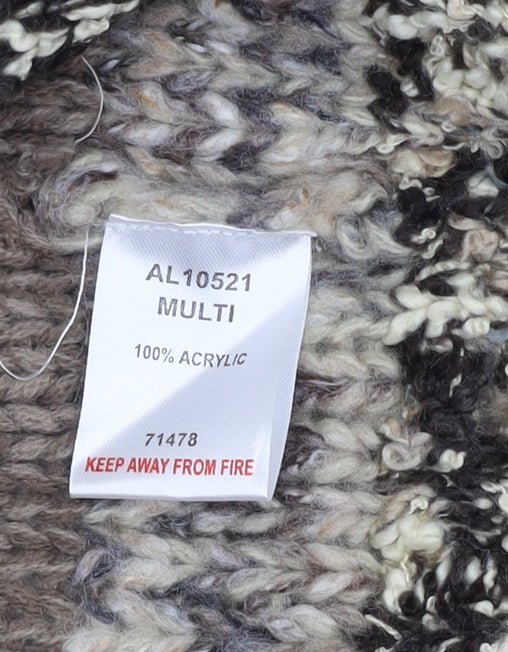 AL10521
MULTI
100% ACRYLIC
71478
KEEP AWAY FROM FIRE